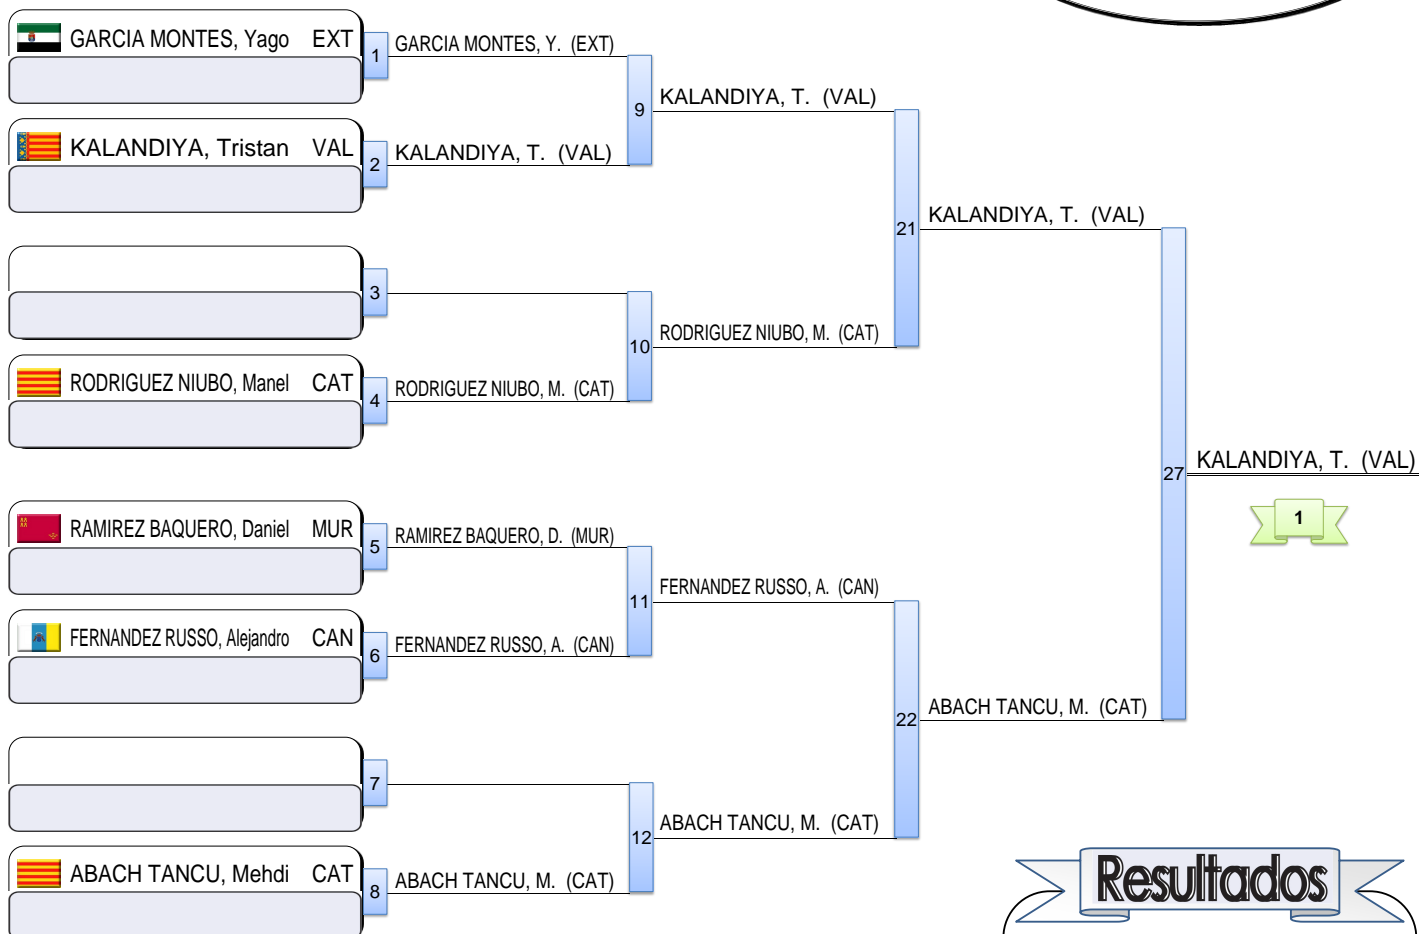 GARCIA MONTES, Yago EXT
1
GARCIA MONTES, Y. (EXT)
9
KALANDIYA, T. (VAL)
KALANDIYA, Tristan VAL
2
KALANDIYA, T. (VAL)
21
KALANDIYA, T. (VAL)
3
10
RODRIGUEZ NIUBO, M. (CAT)
RODRIGUEZ NIUBO, Manel CAT
4
RODRIGUEZ NIUBO, M. (CAT)
27
KALANDIYA, T. (VAL)
1
RAMIREZ BAQUERO, Daniel MUR
5
RAMIREZ BAQUERO, D. (MUR)
11
FERNANDEZ RUSSO, A. (CAN)
FERNANDEZ RUSSO, Alejandro CAN
6
FERNANDEZ RUSSO, A. (CAN)
22
ABACH TANCU, M. (CAT)
7
12
ABACH TANCU, M. (CAT)
ABACH TANCU, Mehdi CAT
8
ABACH TANCU, M. (CAT)
Resultados